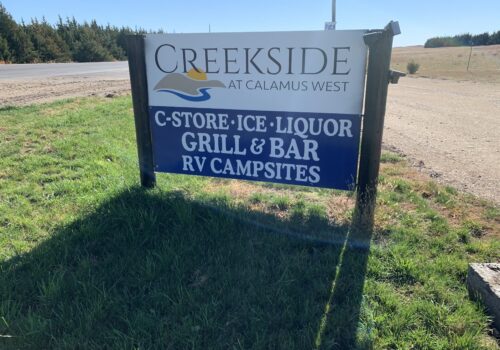 CREEKSIDE
AT CALAMUS WEST
C-STORE·ICE·LIQUOR
GRILL & BAR
RV CAMPSITES